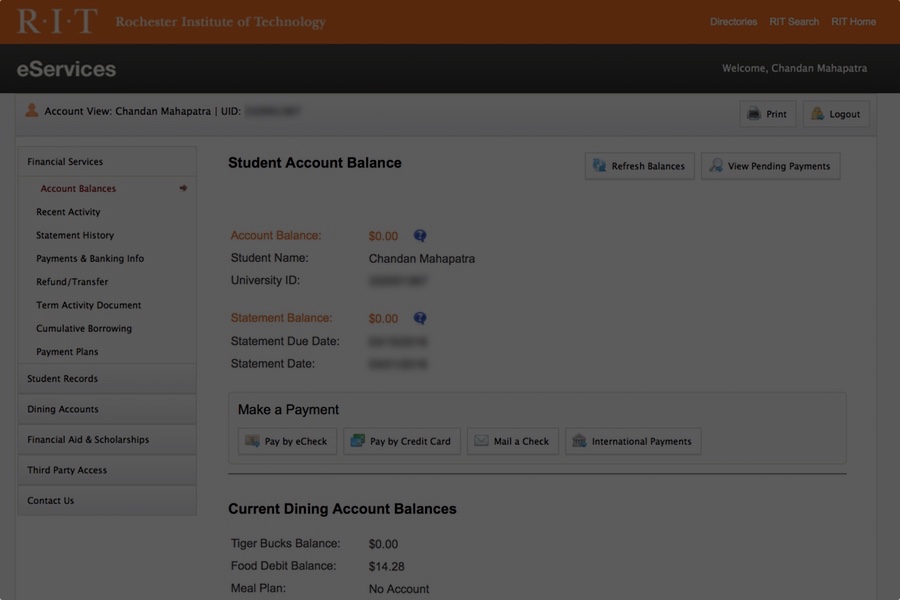 R·I·T Rochester Institute of Technology
Directories RIT Search RIT Home
eServices
Welcome, Chandan Mahapatra
Account View: Chandan Mahapatra | UID:
Print
Logout
Financial Services
Account Balances
Recent Activity
Statement History
Payments & Banking Info
Refund/Transfer
Term Activity Document
Cumulative Borrowing
Payment Plans
Student Records
Dining Accounts
Financial Aid & Scholarships
Third Party Access
Contact Us
Student Account Balance
Refresh Balances
View Pending Payments
Account Balance: $0.00
Student Name: Chandan Mahapatra
University ID:
Statement Balance: $0.00
Statement Due Date:
Statement Date:
Make a Payment
Pay by eCheck
Pay by Credit Card
Mail a Check
International Payments
Current Dining Account Balances
Tiger Bucks Balance: $0.00
Food Debit Balance: $14.28
Meal Plan: No Account